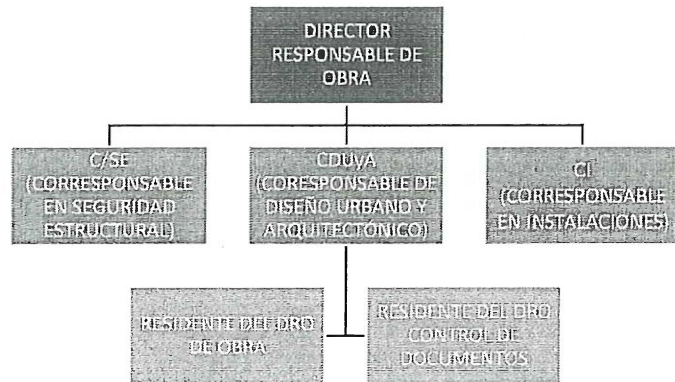 DIRECTOR
RESPONSABLE DE
OBRA
C/SE
(CORRESPONSABLE
EN SEGURIDAD
ESTRUCTURAL)
CDUyA
(CORESPONSABLE DE
DISEÑO URBANO Y
ARQUITECTÓNICO)
CI
(CORRESPONSABLE
EN INSTALACIONES)
RESIDENTE DEL DRO
DE OBRA
RESIDENTE DEL DRO
CONTROL DE
DOCUMENTOS